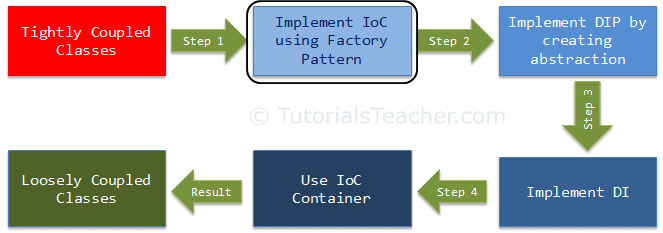 Tightly Coupled
Classes
Step 1
Implement IoC
using Factory
Pattern
Step 2
Implement DIP by
creating
abstraction
Step 3
© TutorialsTeacher.com
Implement DI
Step 4
Use IoC
Container
Result
Loosely Coupled
Classes